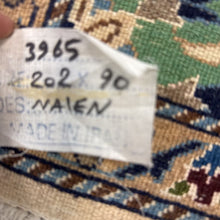 3965
202 x 90
DES: NAIEN
MADE IN IRAN